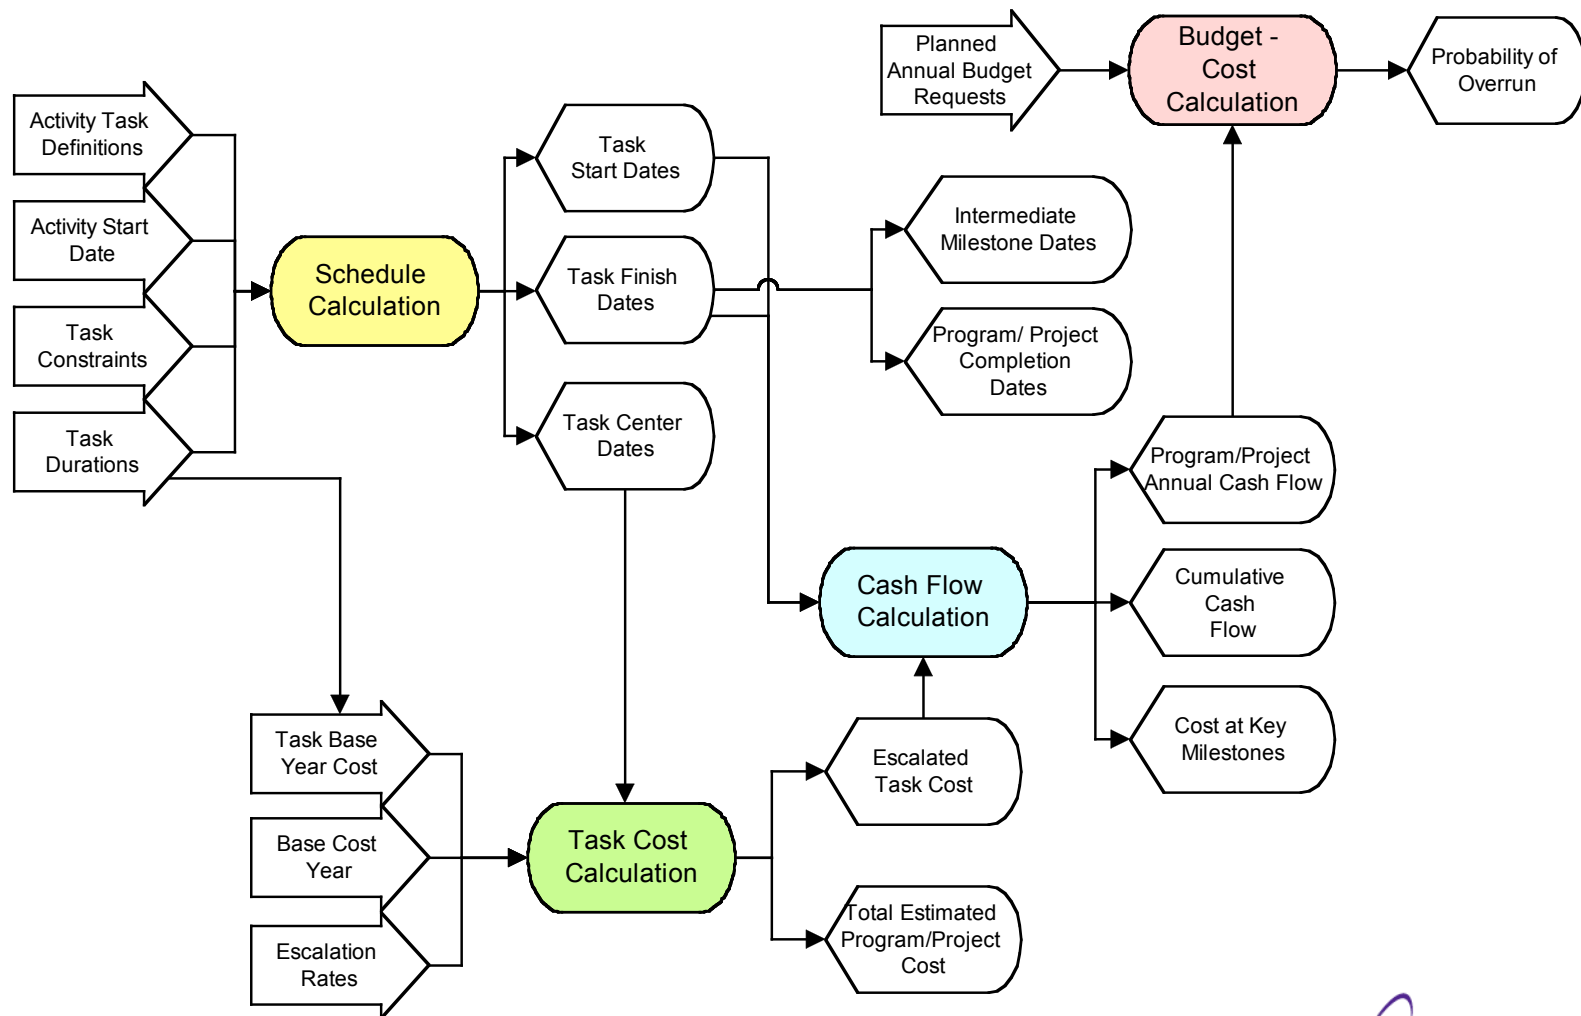 Activity Task
Definitions
Activity Start
Date
Task
Constraints
Task
Durations
Schedule
Calculation
Task
Start Dates
Task Finish
Dates
Task Center
Dates
Planned
Annual Budget
Requests
Budget -
Cost
Calculation
Probability of
Overrun
Intermediate
Milestone Dates
Program/ Project
Completion
Dates
Program/Project
Annual Cash Flow
Cash Flow
Calculation
Cumulative
Cash
Flow
Cost at Key
Milestones
Task Base
Year Cost
Base Cost
Year
Escalation
Rates
Task Cost
Calculation
Escalated
Task Cost
Total Estimated
Program/Project
Cost